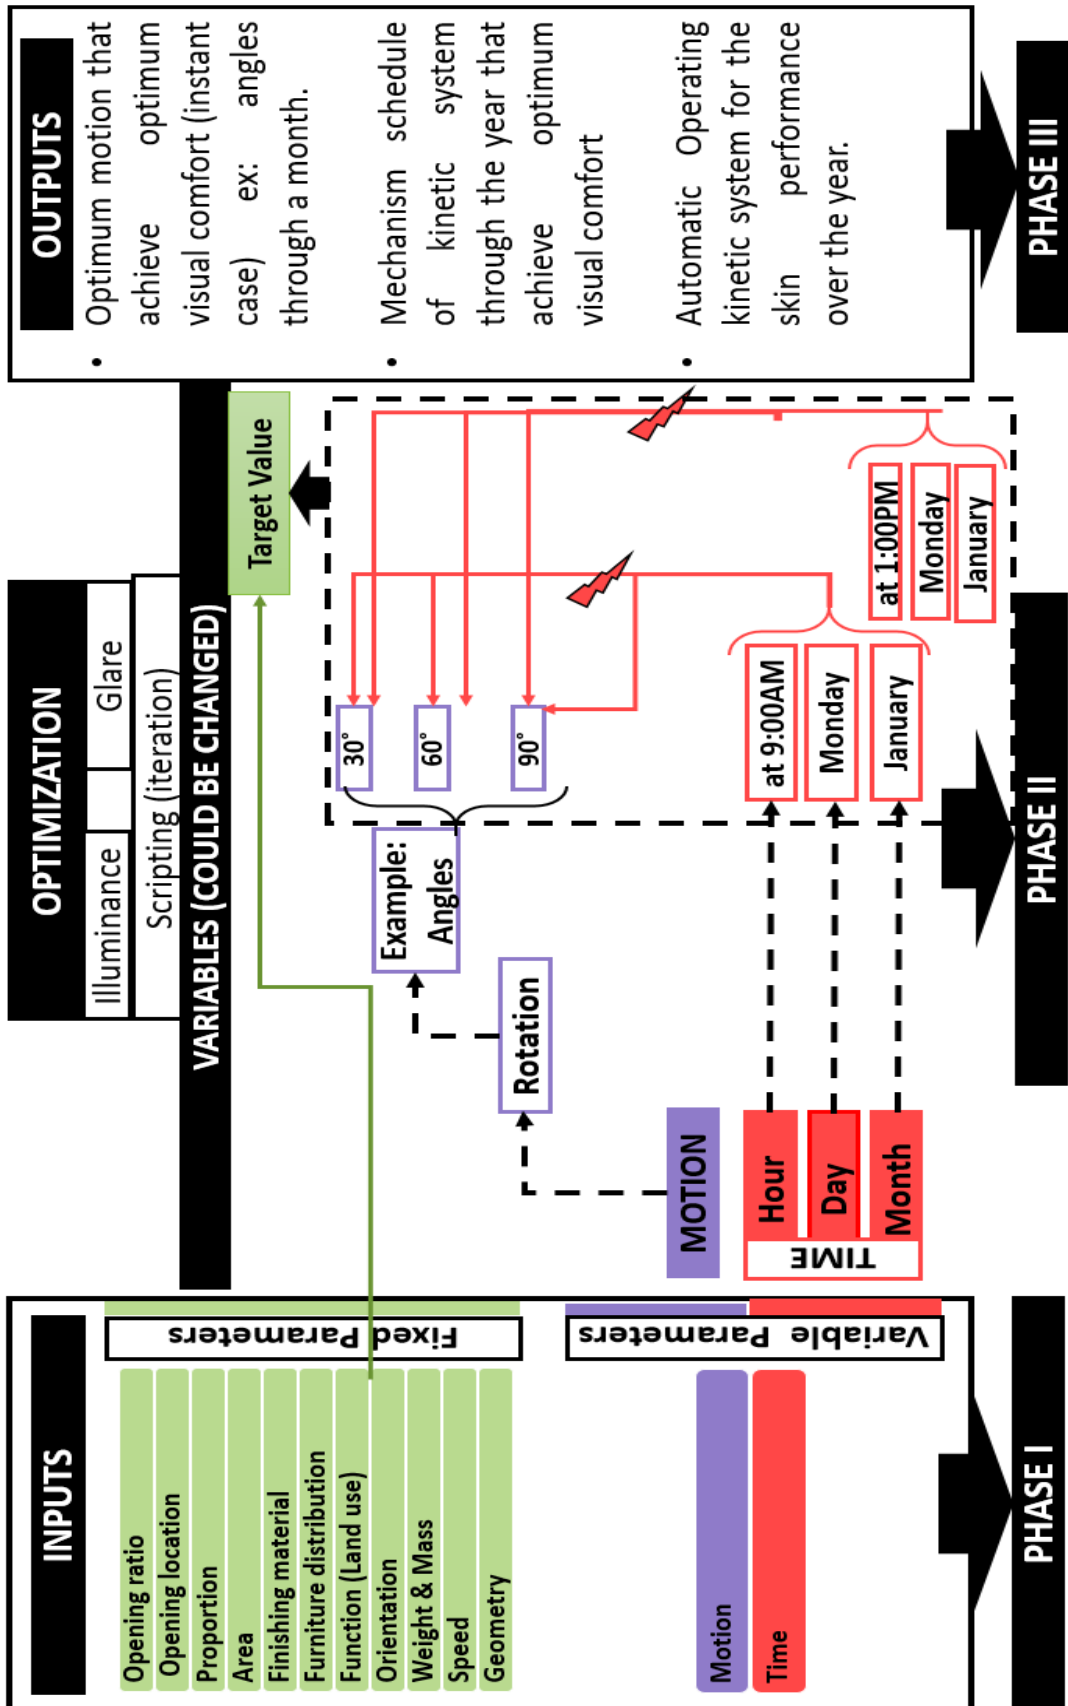 INPUTS
Opening ratio
Opening location
Proportion
Area
Finishing material
Furniture distribution
Function (Land use)
Orientation
Weight & Mass
Speed
Geometry
Fixed Parameters
Motion
Time
Variable Parameters
PHASE I
OPTIMIZATION
Illuminance
Glare
Scripting (iteration)
VARIABLES (COULD BE CHANGED)
Target Value
Example:
Angles
30°
60°
90°
Rotation
MOTION
TIME
Hour
Day
Month
at 9:00AM
Monday
January
at 1:00PM
Monday
January
PHASE II
OUTPUTS
• Optimum motion that
achieve optimum
visual comfort (instant
case) ex: angles
through a month.
• Mechanism schedule
of kinetic system
through the year that
achieve optimum
visual comfort
• Automatic Operating
kinetic system for the
skin performance
over the year.
PHASE III